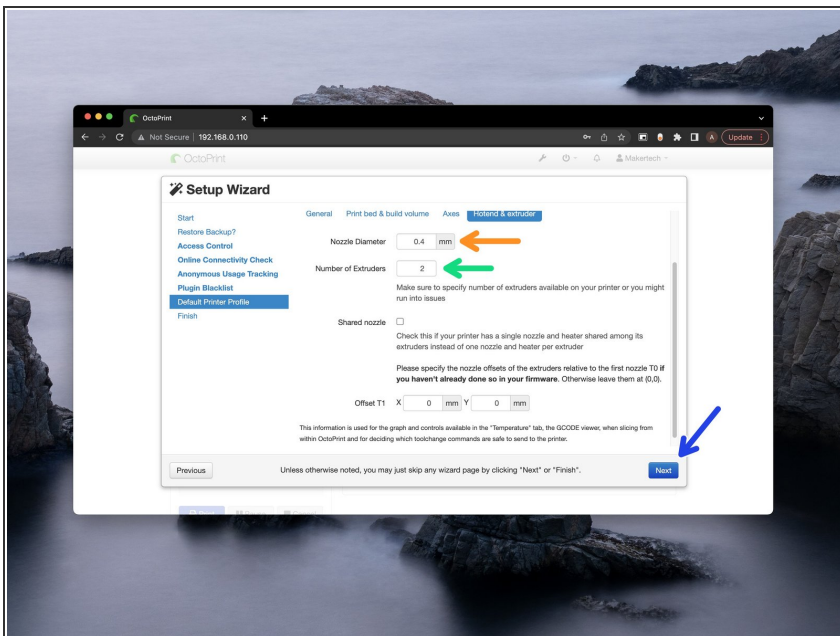 OctoPrint
Not Secure 192.168.0.110
Update
OctoPrint
Makertech
Setup Wizard
Start
Restore Backup?
Access Control
Online Connectivity Check
Anonymous Usage Tracking
Plugin Blacklist
Default Printer Profile
Finish
General Print bed & build volume Axes Hotend & extruder
Nozzle Diameter 0.4 mm
Number of Extruders 2
Make sure to specify number of extruders available on your printer or you might
run into issues
Shared nozzle
Check this if your printer has a single nozzle and heater shared among its
extruders instead of one nozzle and heater per extruder
Please specify the nozzle offsets of the extruders relative to the first nozzle T0 if
you haven't already done so in your firmware. Otherwise leave them at (0,0).
Offset T1 X 0 mm Y 0 mm
This information is used for the graph and controls available in the "Temperature" tab, the GCODE viewer, when slicing from
within OctoPrint and for deciding which toolchange commands are safe to send to the printer.
Previous
Unless otherwise noted, you may just skip any wizard page by clicking "Next" or "Finish".
Next